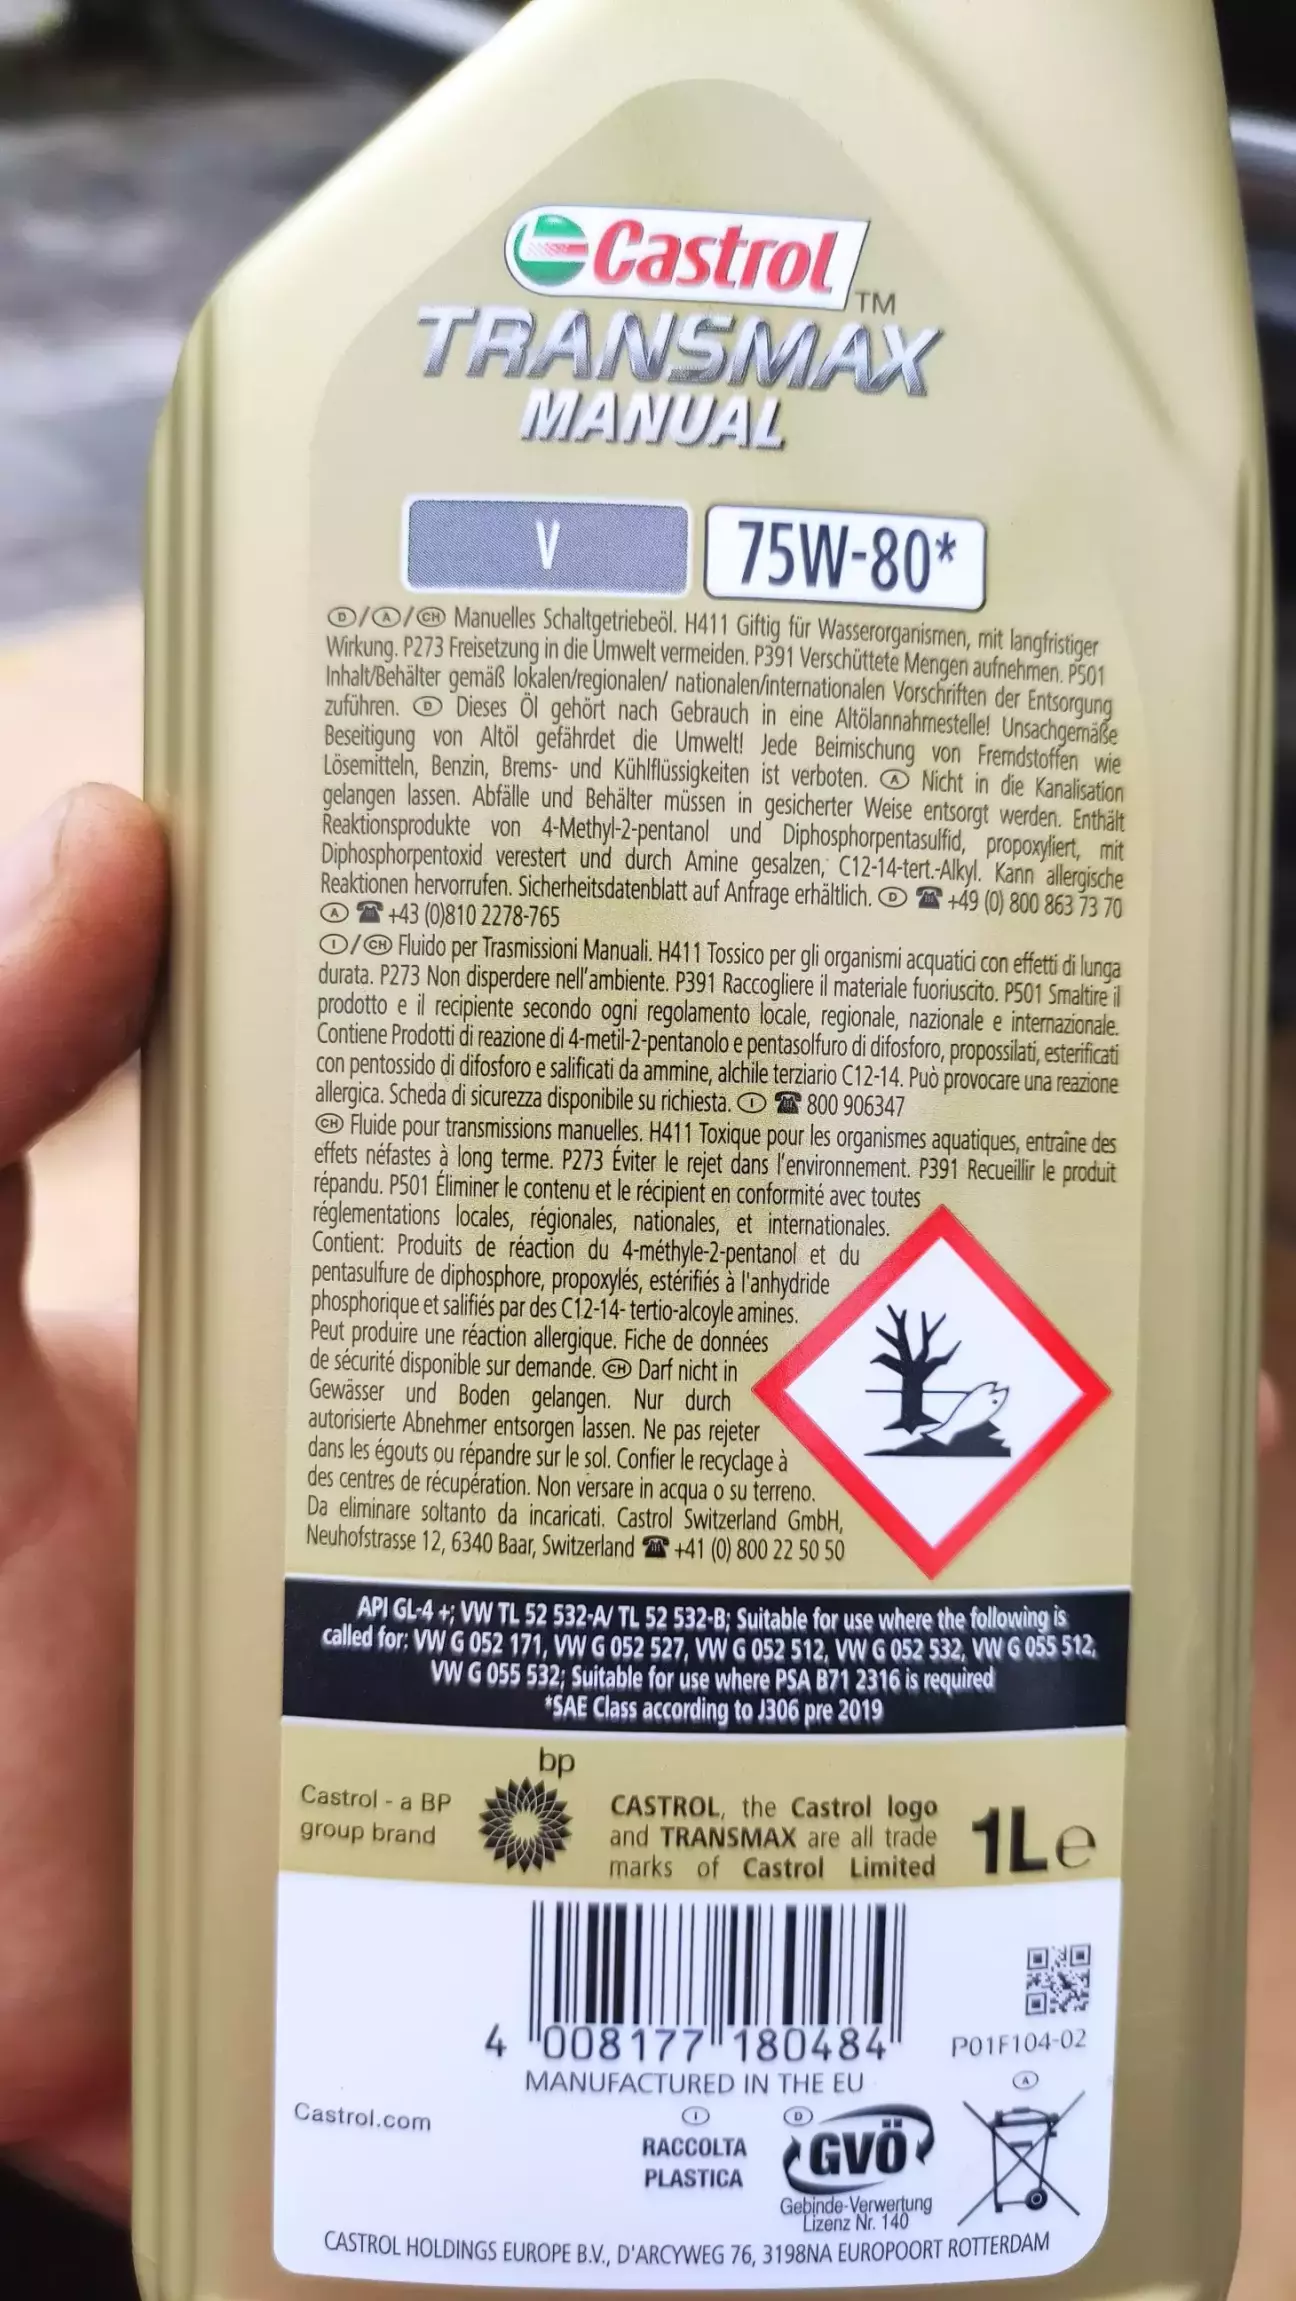 Castrol
TM
TRANSMAX
MANUAL
V
75W-80*
D/A/CH Manuelles Schaltgetriebeöl. H411 Giftig für Wasserorganismen, mit langfristiger
Wirkung. P273 Freisetzung in die Umwelt vermeiden. P391 Verschüttete Mengen aufnehmen. P501
Inhalt/Behälter gemäß lokalen/regionalen/ nationalen/internationalen Vorschriften der Entsorgung
zuführen. D Dieses Öl gehört nach Gebrauch in eine Altölannahmestelle! Unsachgemäße
Beseitigung von Altöl gefährdet die Umwelt! Jede Beimischung von Fremdstoffen wie
Lösemitteln, Benzin, Brems- und Kühlflüssigkeiten ist verboten. A Nicht in die Kanalisation
gelangen lassen. Abfälle und Behälter müssen in gesicherter Weise entsorgt werden. Enthält
Reaktionsprodukte von 4-Methyl-2-pentanol und Diphosphorpentasulfid, propoxyliert, mit
Diphosphorpentoxid verestert und durch Amine gesalzen, C12-14-tert.-Alkyl. Kann allergische
Reaktionen hervorrufen. Sicherheitsdatenblatt auf Anfrage erhältlich. D ☎ +49 (0) 800 863 73 70
A ☎ +43 (0)810 2278-765
I/CH Fluido per Trasmissioni Manuali. H411 Tossico per gli organismi acquatici con effetti di lunga
durata. P273 Non disperdere nell'ambiente. P391 Raccogliere il materiale fuoriuscito. P501 Smaltire il
prodotto e il recipiente secondo ogni regolamento locale, regionale, nazionale e internazionale.
Contiene Prodotti di reazione di 4-metil-2-pentanolo e pentasolfuro di difosforo, propossilati, esterificati
con pentossido di difosforo e salificati da ammine, alchile terziario C12-14. Può provocare una reazione
allergica. Scheda di sicurezza disponibile su richiesta. I ☎ 800 906347
CH Fluide pour transmissions manuelles. H411 Toxique pour les organismes aquatiques, entraîne des
effets néfastes à long terme. P273 Éviter le rejet dans l'environnement. P391 Recueillir le produit
répandu. P501 Éliminer le contenu et le récipient en conformité avec toutes
réglementations locales, régionales, nationales, et internationales.
Contient: Produits de réaction du 4-méthyle-2-pentanol et du
pentasulfure de diphosphore, propoxylés, estérifiés à l'anhydride
phosphorique et salifiés par des C12-14- tertio-alcoyle amines.
Peut produire une réaction allergique. Fiche de données
de sécurité disponible sur demande. CH Darf nicht in
Gewässer und Boden gelangen. Nur durch
autorisierte Abnehmer entsorgen lassen. Ne pas rejeter
dans les égouts ou répandre sur le sol. Confier le recyclage à
des centres de récupération. Non versare in acqua o su terreno.
Da eliminare soltanto da incaricati. Castrol Switzerland GmbH,
Neuhofstrasse 12, 6340 Baar, Switzerland ☎ +41 (0) 800 22 50 50
API GL-4 +; VW TL 52 532-A/ TL 52 532-B; Suitable for use where the following is
called for: VW G 052 171, VW G 052 527, VW G 052 512, VW G 052 532, VW G 055 512,
VW G 055 532; Suitable for use where PSA B71 2316 is required
*SAE Class according to J306 pre 2019
bp
Castrol - a BP
group brand
CASTROL, the Castrol logo
and TRANSMAX are all trade
marks of Castrol Limited
1L e
4 008177 180484
P01F104-02
MANUFACTURED IN THE EU
Castrol.com
I
RACCOLTA
PLASTICA
D
GVÖ
Gebinde-Verwertung
Lizenz Nr. 140
A
CASTROL HOLDINGS EUROPE B.V., D'ARCYWEG 76, 3198NA EUROPOORT ROTTERDAM